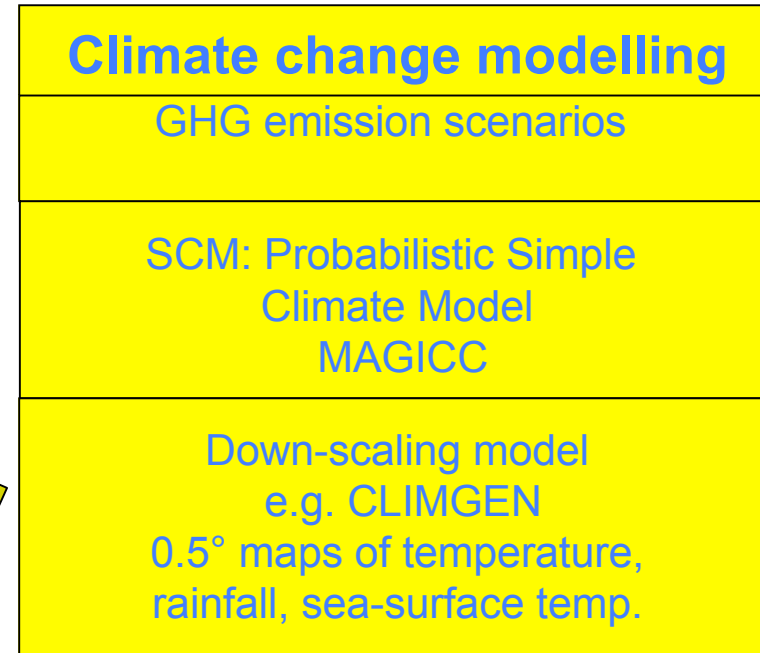 Climate change modelling
GHG emission scenarios
SCM: Probabilistic Simple
Climate Model
MAGICC
Down-scaling model
e.g. CLIMGEN
0.5° maps of temperature,
rainfall, sea-surface temp.